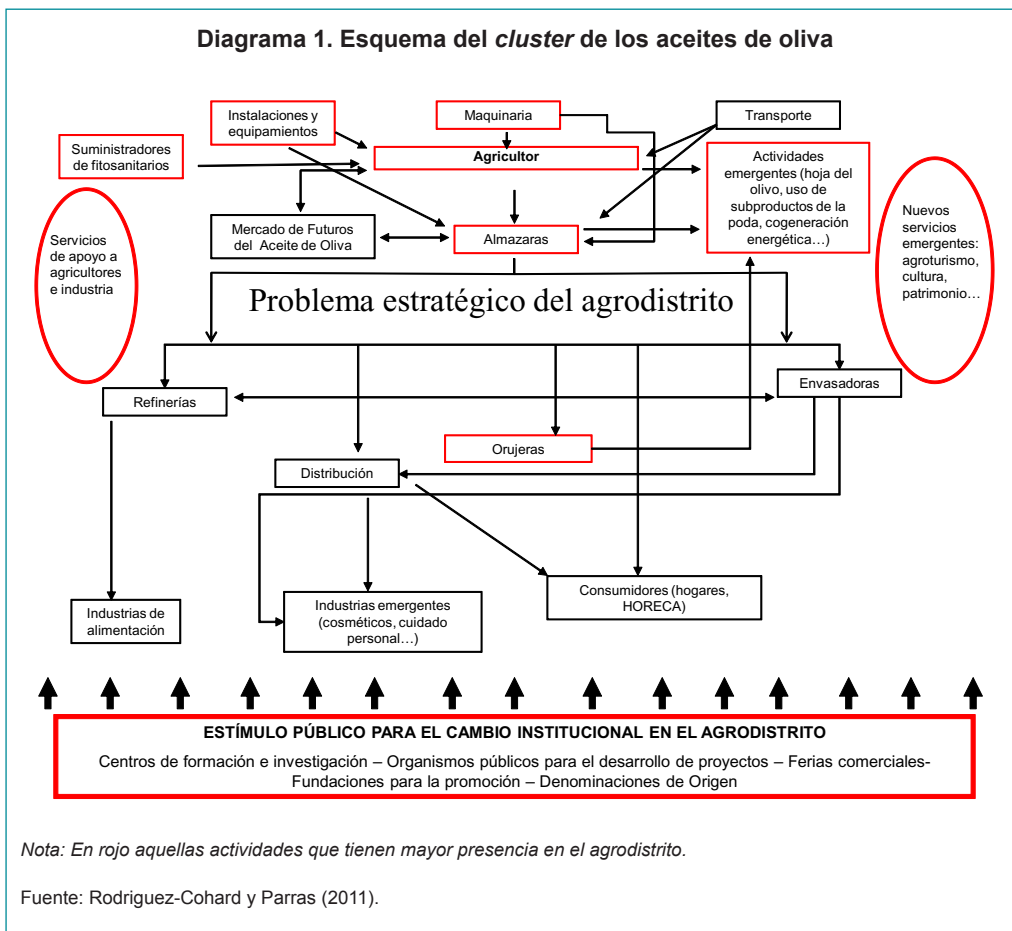 Diagrama 1. Esquema del cluster de los aceites de oliva
Instalaciones y
equipamientos
Maquinaria
Transporte
Suministradores
de fitosanitarios
Agricultor
Actividades
emergentes (hoja del
olivo, uso de
subproductos de la
poda, cogeneración
energética…)
Mercado de Futuros
del Aceite de Oliva
Almazaras
Servicios
de apoyo a
agricultores
e industria
Nuevos
servicios
emergentes:
agroturismo,
cultura,
patrimonio…
Problema estratégico del agrodistrito
Refinerías
Envasadoras
Orujeras
Distribución
Industrias de
alimentación
Industrias emergentes
(cosméticos, cuidado
personal…)
Consumidores (hogares,
HORECA)
ESTÍMULO PÚBLICO PARA EL CAMBIO INSTITUCIONAL EN EL AGRODISTRITO
Centros de formación e investigación – Organismos públicos para el desarrollo de proyectos – Ferias comerciales-
Fundaciones para la promoción – Denominaciones de Origen
Nota: En rojo aquellas actividades que tienen mayor presencia en el agrodistrito.
Fuente: Rodriguez-Cohard y Parras (2011).